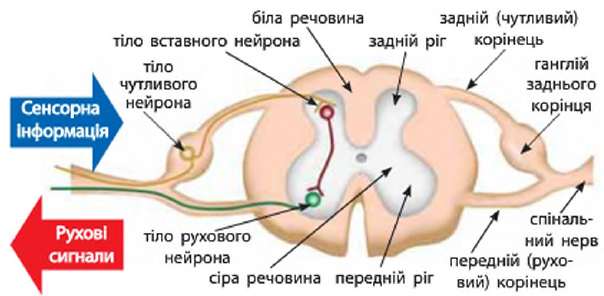 біла речовина
тіло вставного нейрона
задній ріг
задній (чутливий)
корінець
тіло
чутливого
нейрона
ганглій
заднього
корінця
Сенсорна
інформація
Рухові
сигнали
тіло рухового
нейрона
сіра речовина
передній ріг
передній (рухо-
вий) корінець
спіналь-
ний нерв